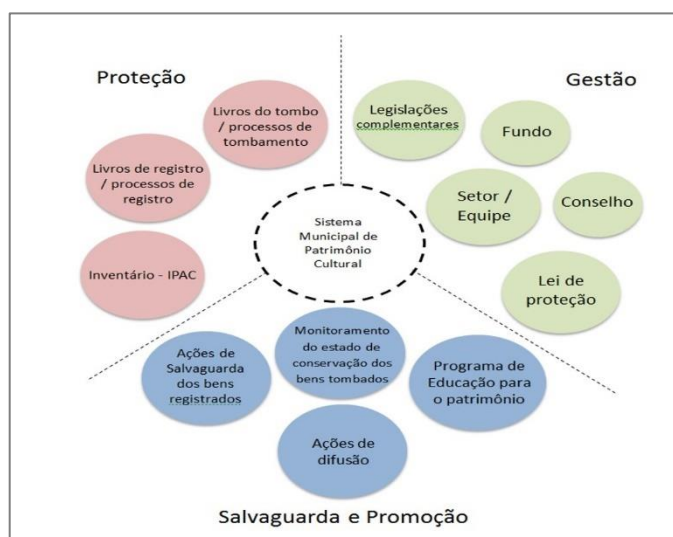 Proteção
Gestão
Livros do tombo
/ processos de
tombamento
Livros de registro
/ processos de
registro
Inventário - IPAC
Legislações
complementares
Fundo
Setor /
Equipe
Conselho
Lei de
proteção
Sistema
Municipal de
Patrimônio
Cultural
Ações de
Salvaguarda
dos bens
registrados
Monitoramento
do estado de
conservação dos
bens tombados
Programa de
Educação para
o patrimônio
Ações de
difusão
Salvaguarda e Promoção